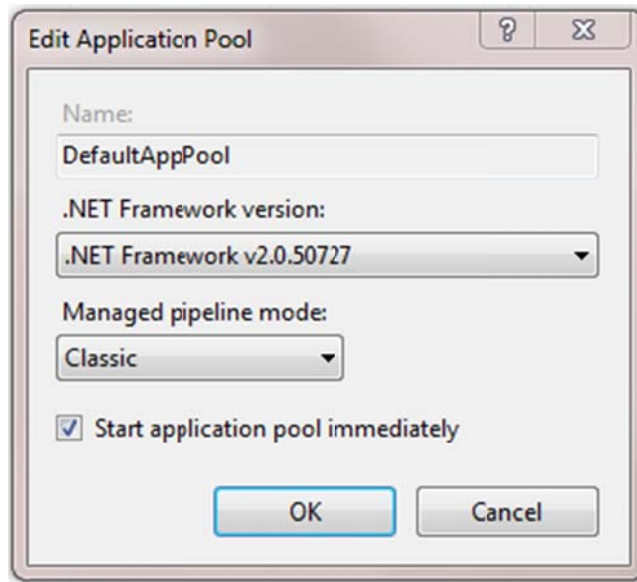 Edit Application Pool
Name:
DefaultAppPool
.NET Framework version:
.NET Framework v2.0.50727
Managed pipeline mode:
Classic
Start application pool immediately
OK Cancel